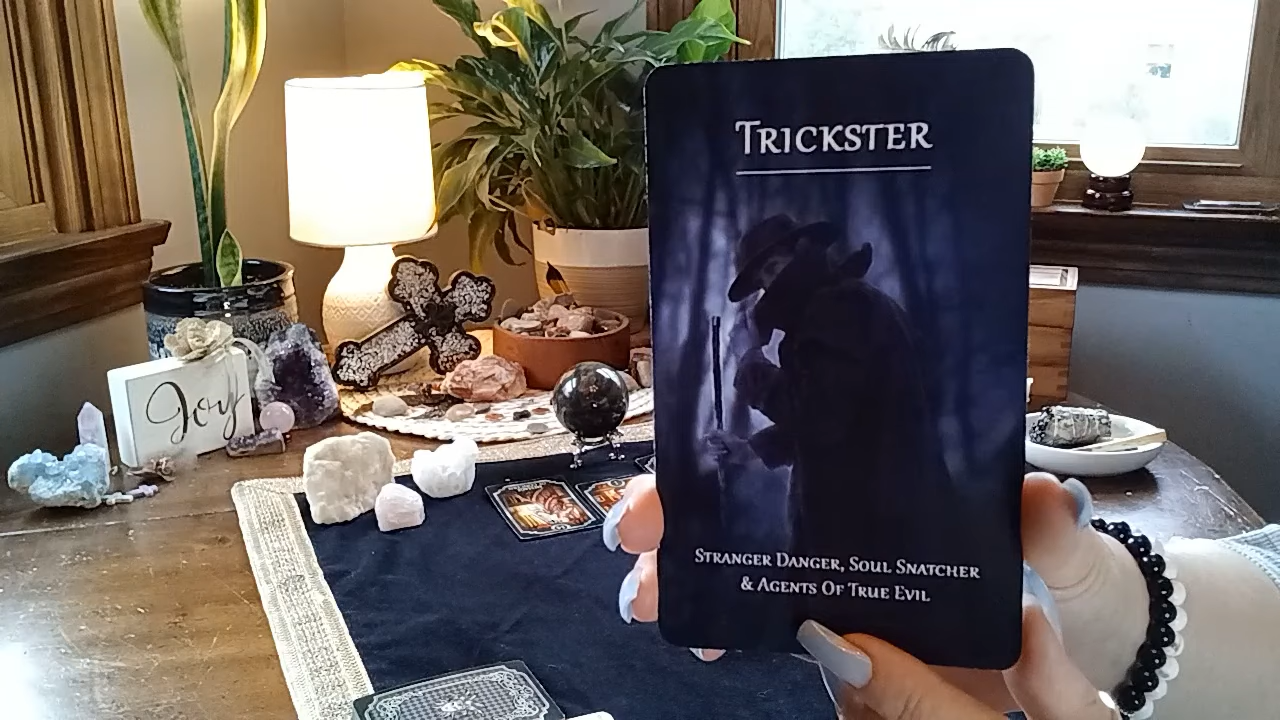 Joy
Trickster
Stranger Danger, Soul Snatcher
& Agents Of True Evil